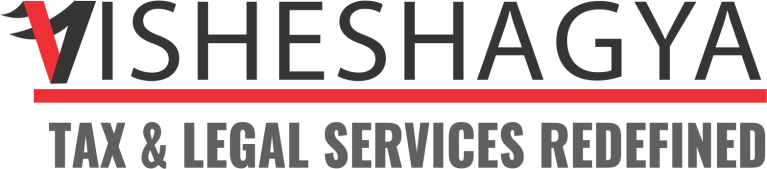 VISHESHAGYA
TAX & LEGAL SERVICES REDEFINED